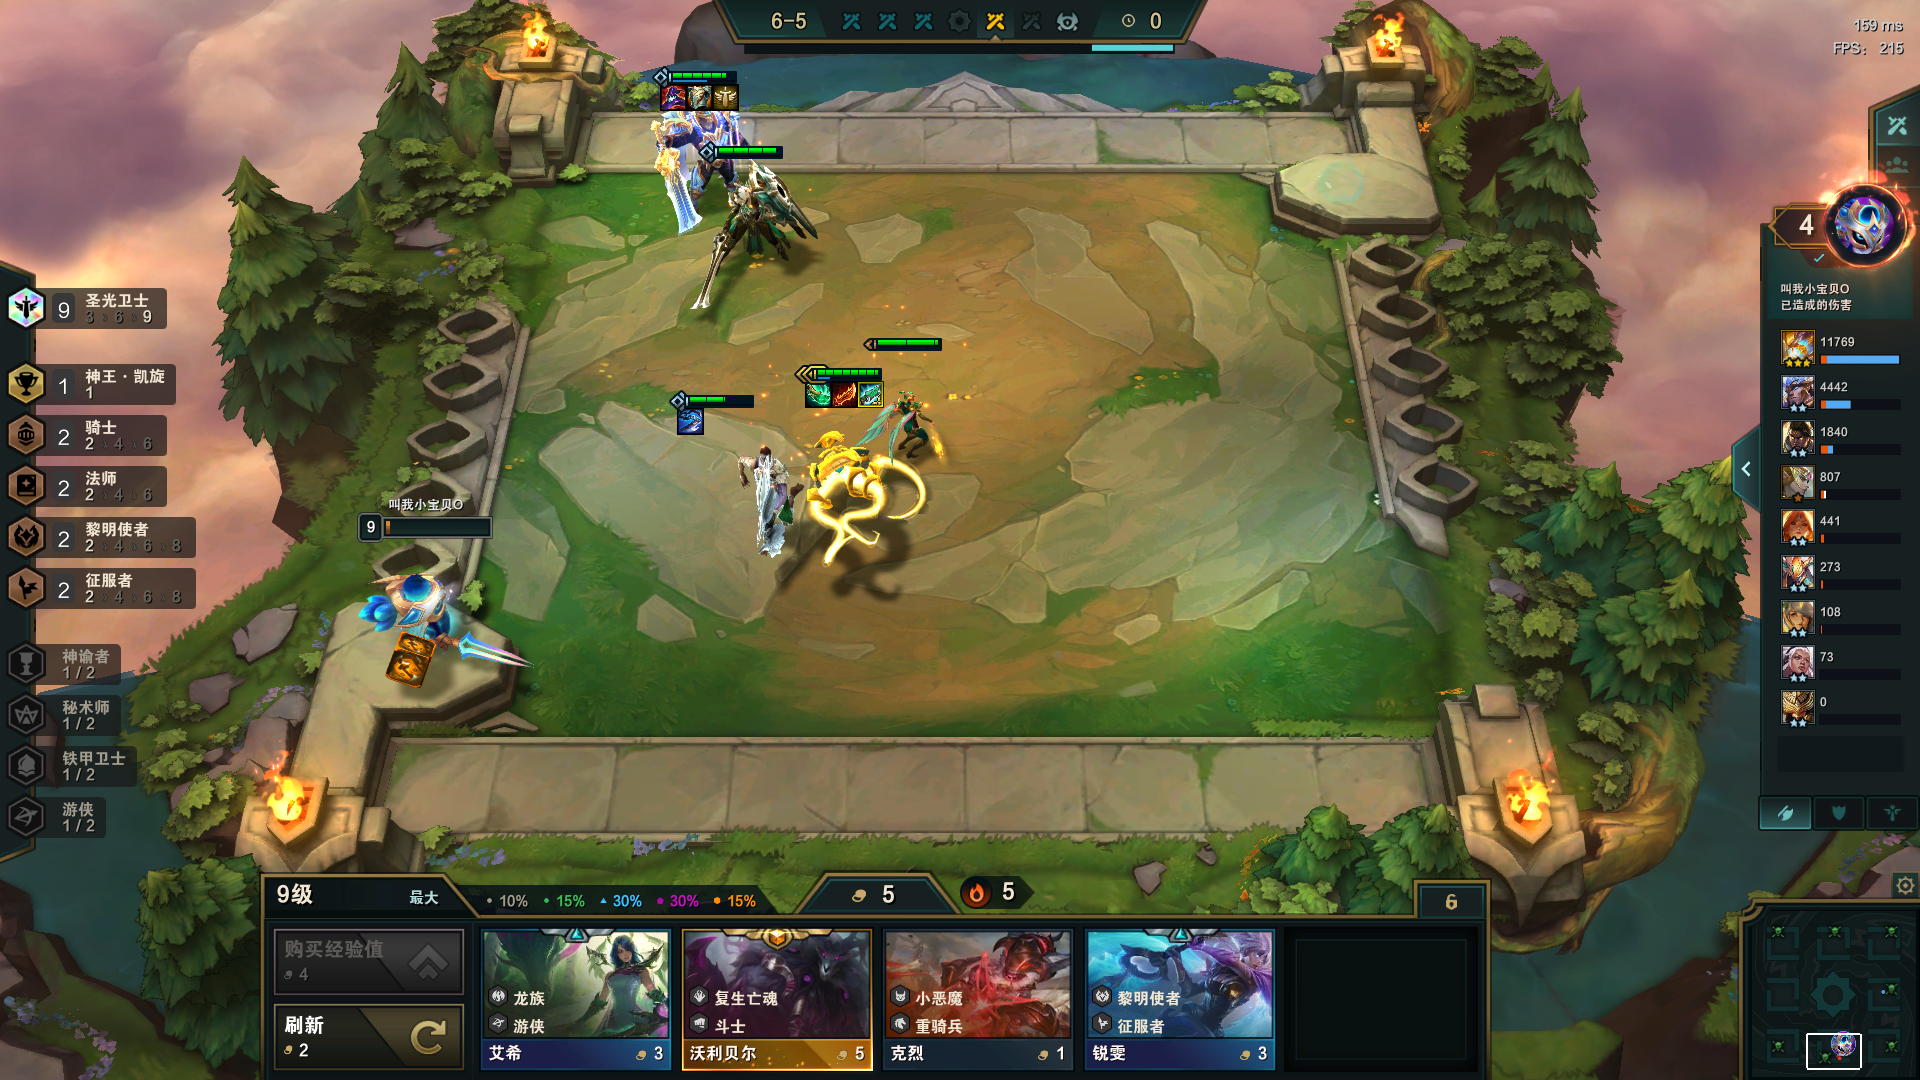 6-5
0
159 ms
FPS: 215
4
叫我小宝贝O
已造成的伤害
11769
4442
1840
807
441
273
108
73
0
9
圣光卫士
3 › 6 › 9
1
神王·凯旋
1
2
骑士
2 › 4 › 6
2
法师
2 › 4 › 6
2
黎明使者
2 › 4 › 6 › 8
2
征服者
2 › 4 › 6 › 8
神谕者
1 / 2
秘术师
1 / 2
铁甲卫士
1 / 2
游侠
1 / 2
叫我小宝贝O
9
9级
最大
10% 15% 30% 30% 15%
5
5
6
购买经验值
4
刷新
2
龙族
游侠
艾希 3
复生亡魂
斗士
沃利贝尔 5
小恶魔
重骑兵
克烈 1
黎明使者
征服者
锐雯 3